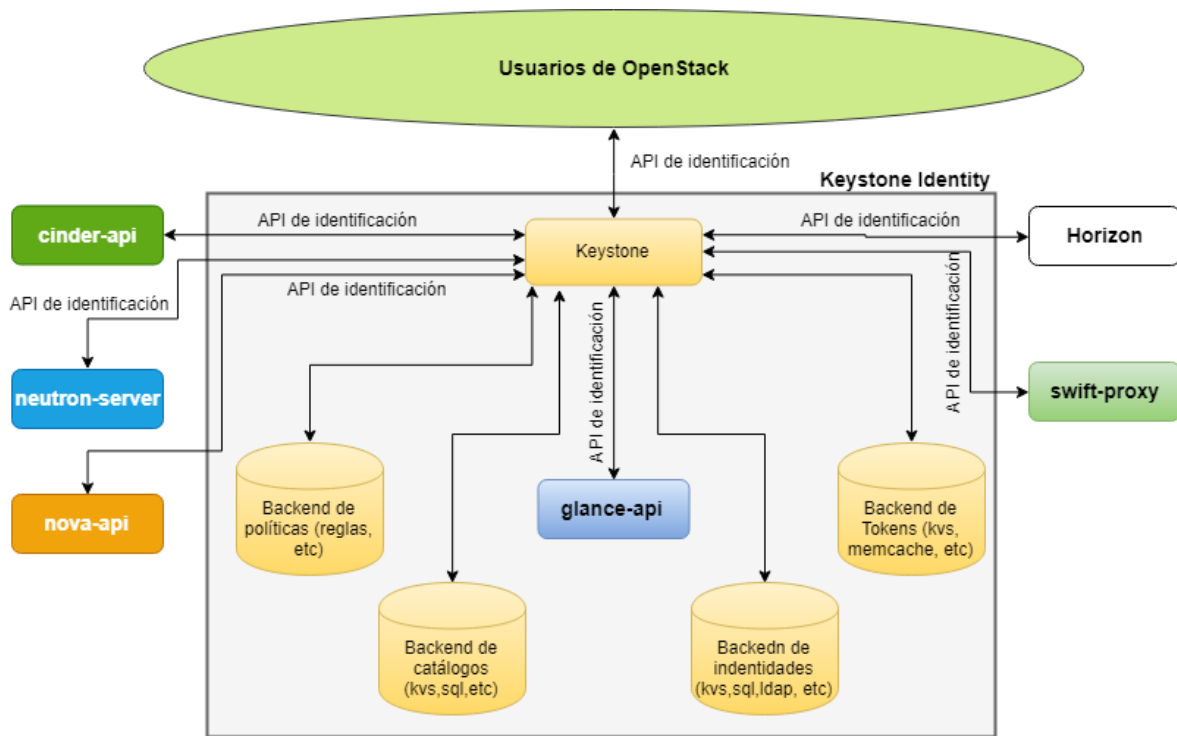 Usuarios de OpenStack
API de identificación
Keystone Identity
cinder-api
API de identificación
Keystone
API de identificación
Horizon
API de identificación
API de identificación
API de identificación
API de identificación
neutron-server
swift-proxy
nova-api
Backend de
políticas (reglas,
etc)
glance-api
Backend de
Tokens (kvs,
memcache, etc)
Backend de
catálogos
(kvs,sql,etc)
Backedn de
indentidades
(kvs,sql,ldap, etc)